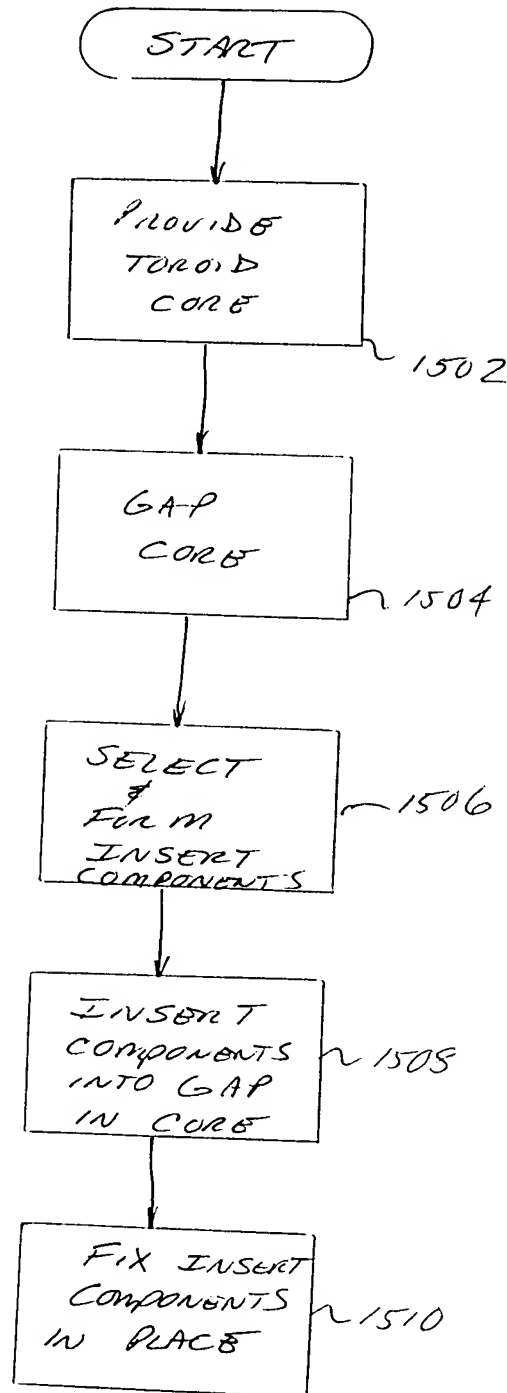 START
PROVIDE
TOROID
CORE
1502
GAP
CORE
1504
SELECT
&
FORM
INSERT
COMPONENTS
1506
INSERT
COMPONENTS
INTO GAP
IN CORE
1508
FIX INSERT
COMPONENTS
IN PLACE
1510